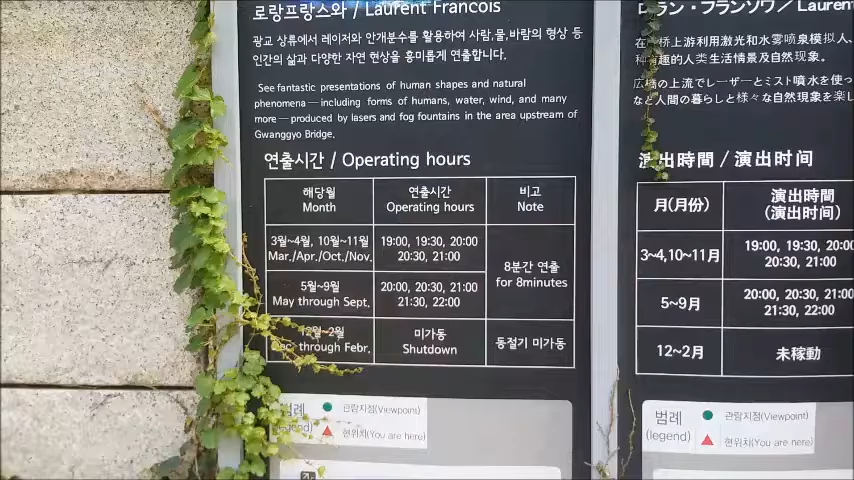 로랑프랑스와 / Laurent Francois
광교 상류에서 레이저와 안개분수를 활용하여 사람,물,바람의 형상 등
인간의 삶과 다양한 자연 현상을 흥미롭게 연출합니다.
See fantastic presentations of human shapes and natural
phenomena — including forms of humans, water, wind, and many
more — produced by lasers and fog fountains in the area upstream of
Gwanggyo Bridge.
연출시간 / Operating hours
해당월 연출시간 비고
Month Operating hours Note
3월~4월, 10월~11월 19:00, 19:30, 20:00
Mar./Apr./Oct./Nov. 20:30, 21:00
8분간 연출
for 8minutes
5월~9월 20:00, 20:30, 21:00
May through Sept. 21:30, 22:00
12월~2월 미가동 동절기 미가동
through Febr. Shutdown
범례 관람지점(Viewpoint)
(legend) 현위치(You are here)
ラン・フランソワ / Lauren
在 桥上游利用激光和水雾喷泉模拟人、
种 趣的人类生活情景及自然现象。
広橋の上流でレーザーとミスト噴水を使っ
など人間の暮らしと様々な自然現象を楽し
演出時間 / 演出时间
月(月份) 演出時間
(演出时间)
3~4,10~11月 19:00, 19:30, 20:00
20:30, 21:00
5~9月 20:00, 20:30, 21:00
21:30, 22:00
12~2月 未稼動
범례 관람지점(Viewpoint)
(legend) 현위치(You are here)